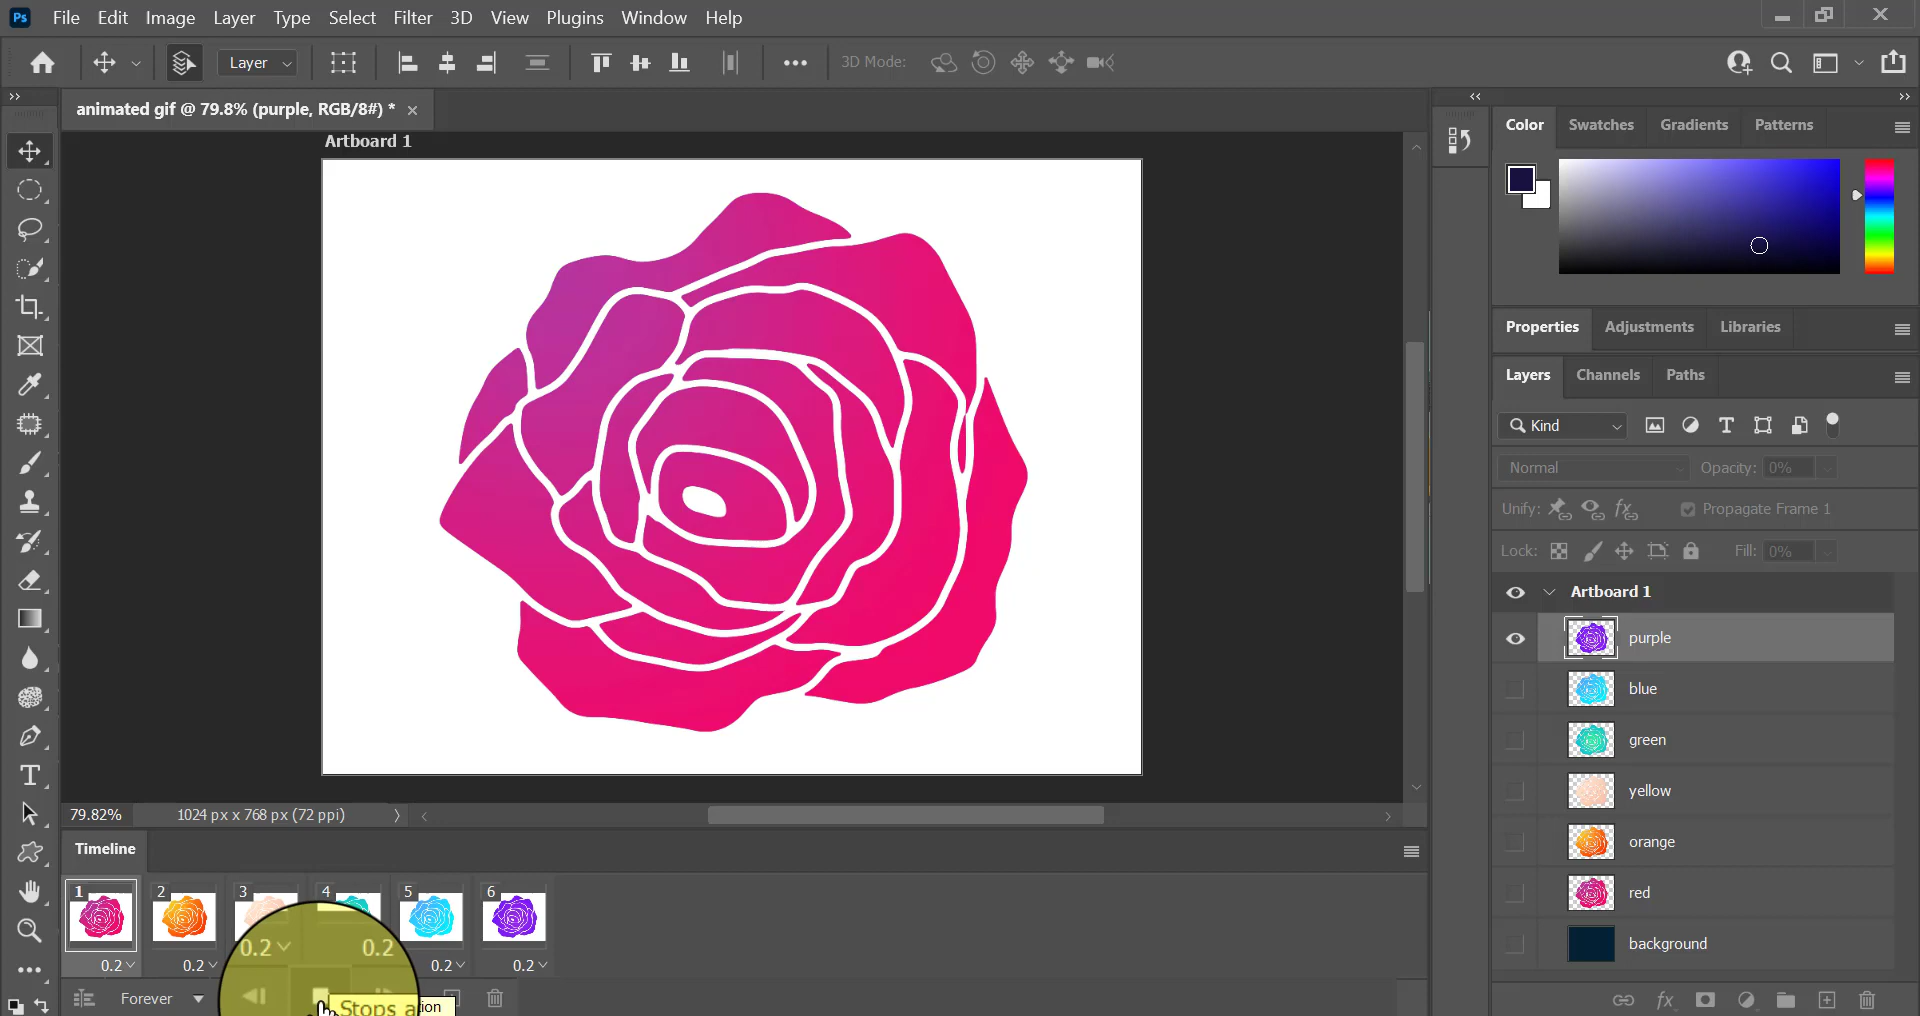 Ps File Edit Image Layer Type Select Filter 3D View Plugins Window Help
Layer 3D Mode:
animated gif @ 79.8% (purple, RGB/8#) *
Artboard 1
Color Swatches Gradients Patterns
Properties Adjustments Libraries
Layers Channels Paths
Kind
Normal Opacity: 0%
Unify: Propagate Frame 1
Lock: Fill: 0%
Artboard 1
purple
blue
green
yellow
orange
red
background
79.82% 1024 px x 768 px (72 ppi)
Timeline
1 2 3 4 5 6
0.2 0.2 0.2 0.2 0.2 0.2
Forever
Stops